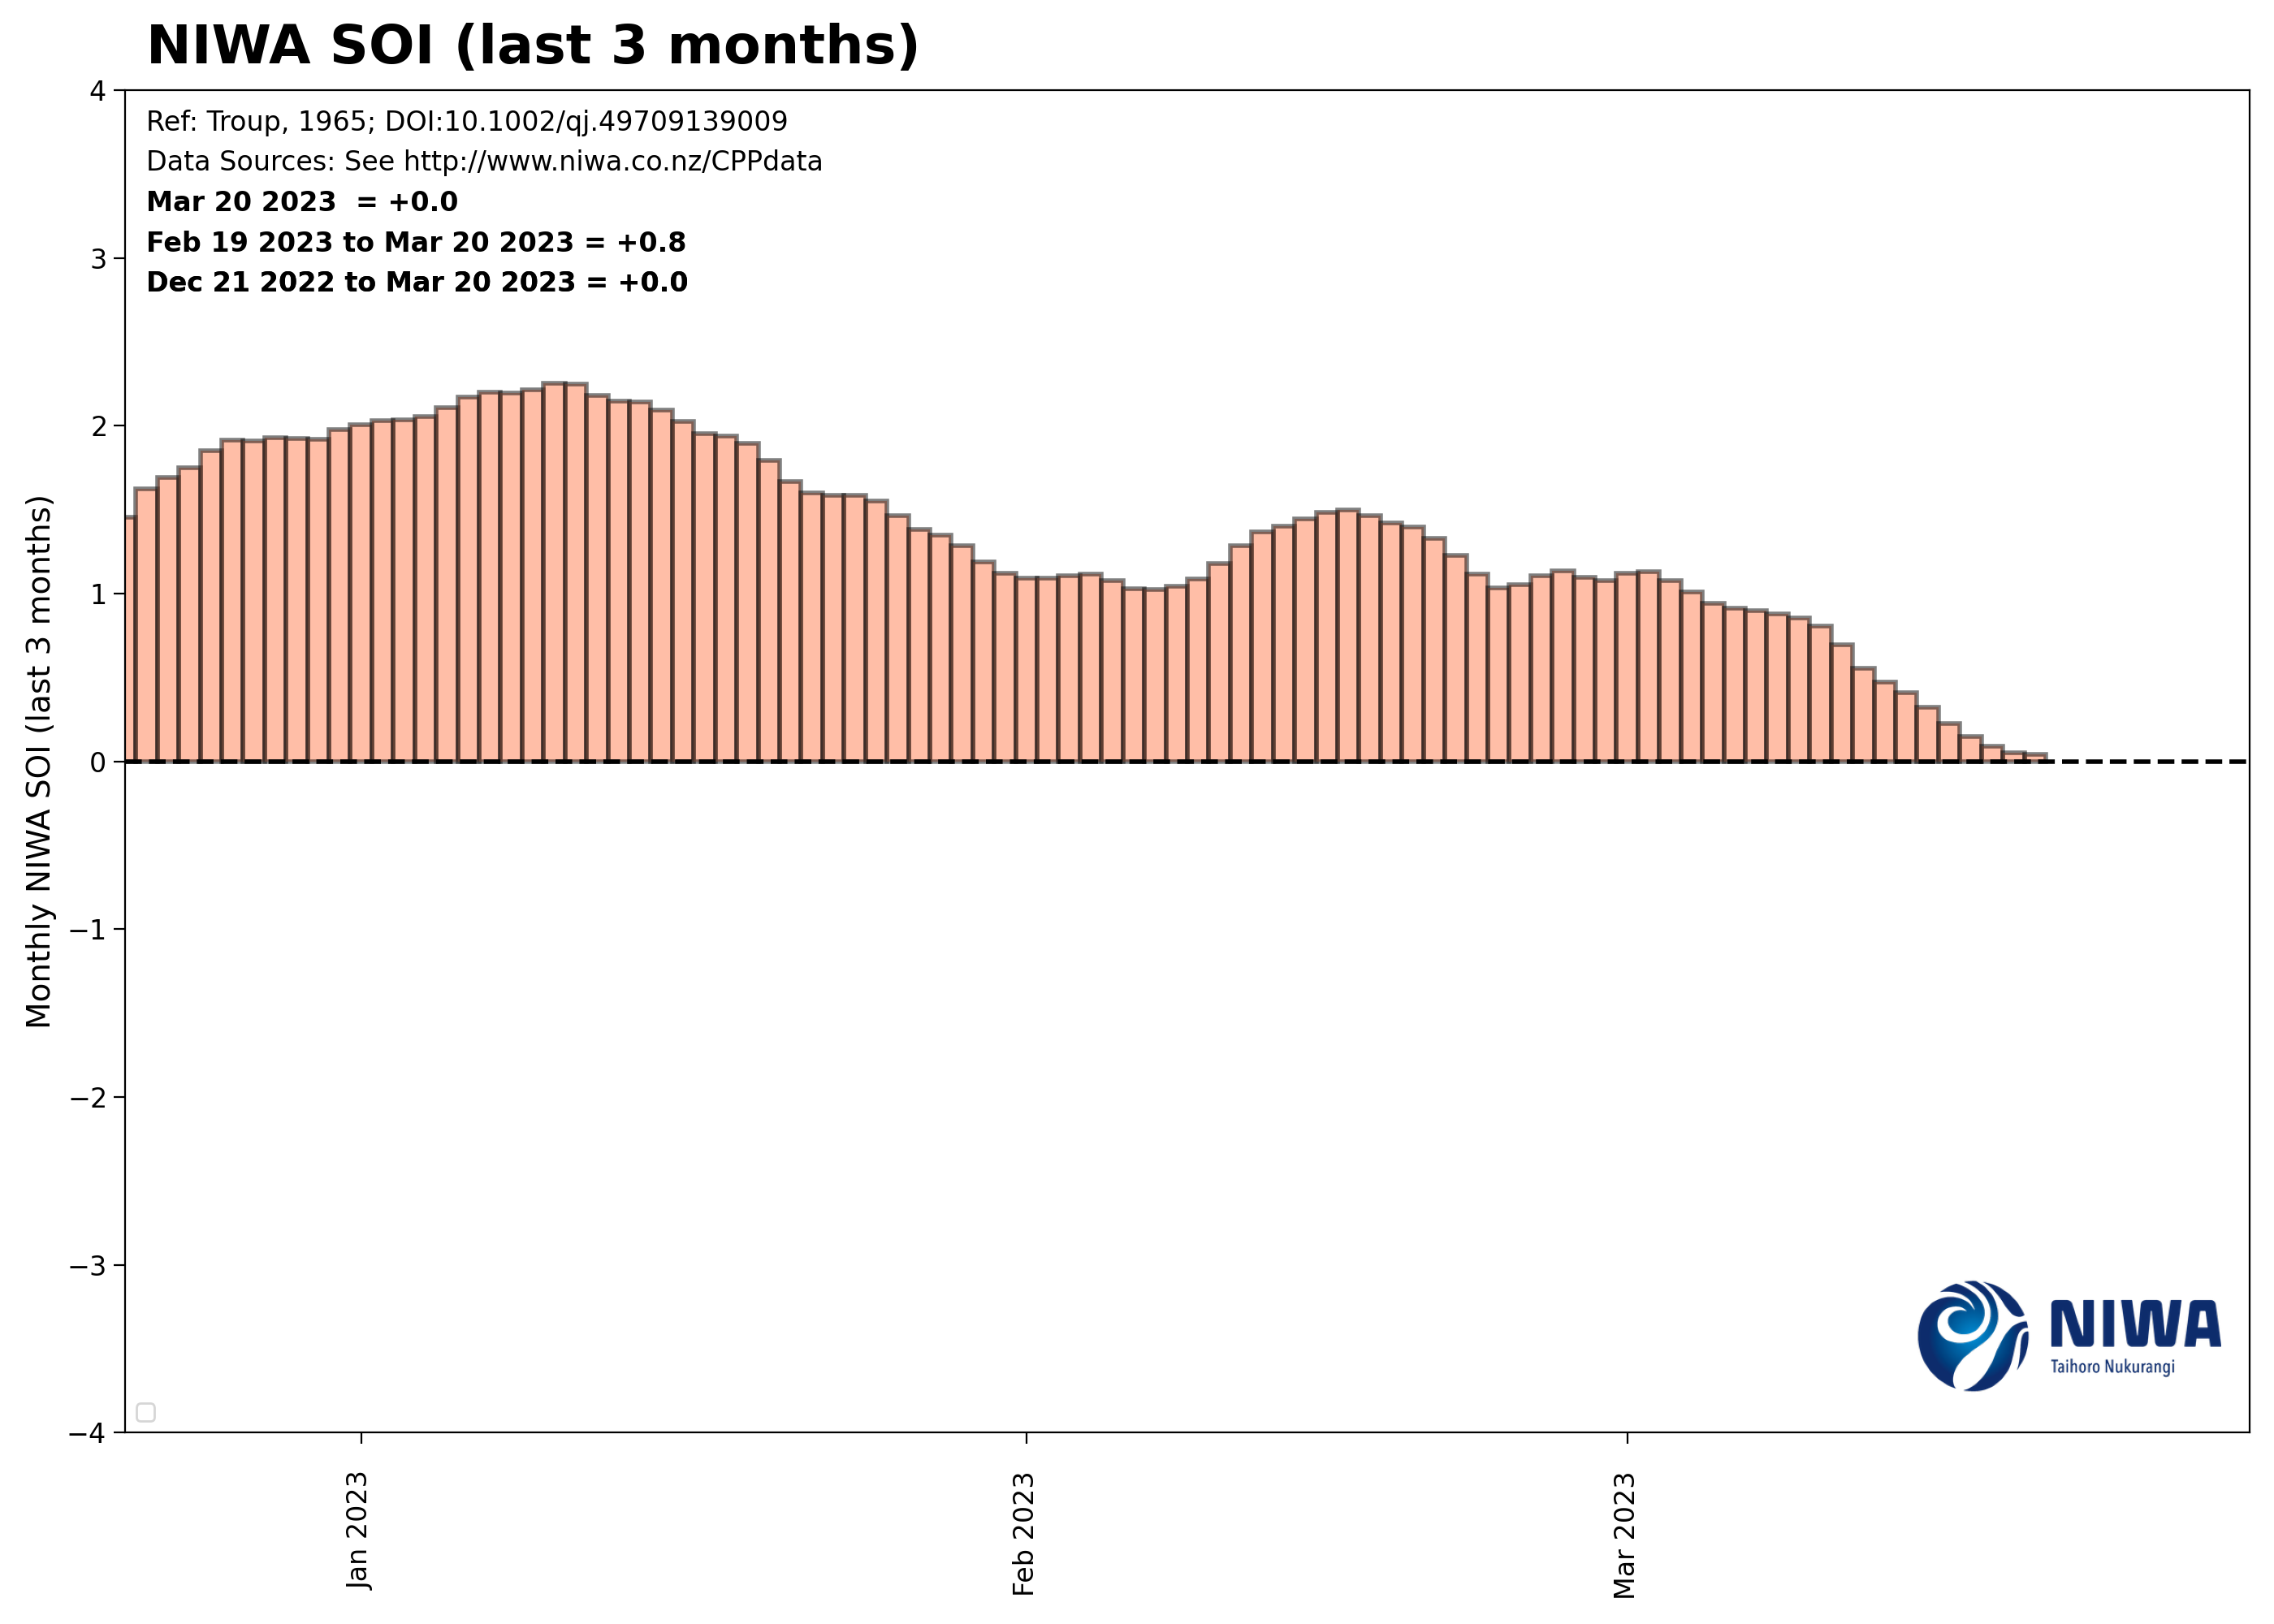 NIWA SOI (last 3 months)
Ref: Troup, 1965; DOI:10.1002/qj.49709139009
Data Sources: See http://www.niwa.co.nz/CPPdata
Mar 20 2023  = +0.0
Feb 19 2023 to Mar 20 2023 = +0.8
Dec 21 2022 to Mar 20 2023 = +0.0
Monthly NIWA SOI (last 3 months)
4
3
2
1
0
−1
−2
−3
−4
Jan 2023
Feb 2023
Mar 2023
NIWA
Taihoro Nukurangi